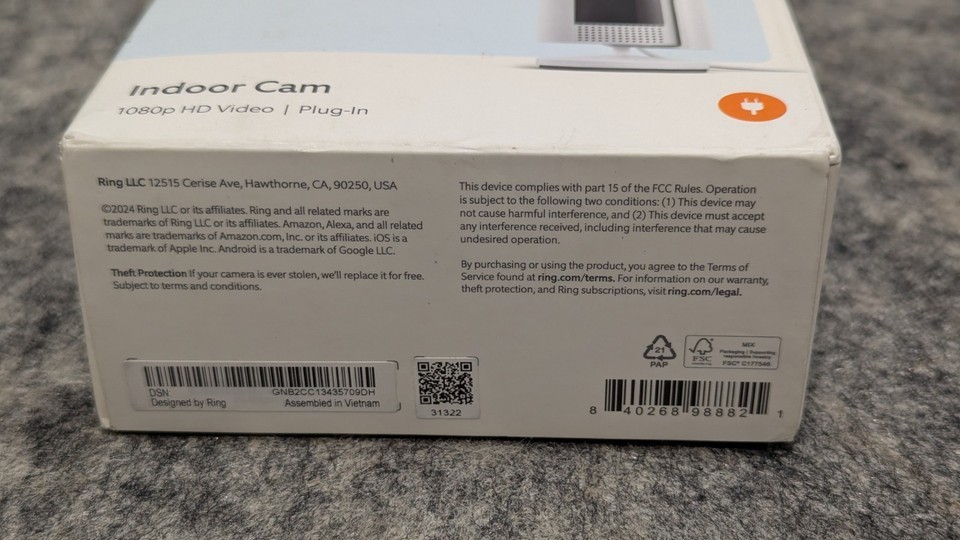 Indoor Cam
1080p HD Video | Plug-In
Ring LLC 12515 Cerise Ave, Hawthorne, CA, 90250, USA
©2024 Ring LLC or its affiliates. Ring and all related marks are
trademarks of Ring LLC or its affiliates. Amazon, Alexa, and all related
marks are trademarks of Amazon.com, Inc. or its affiliates. iOS is a
trademark of Apple Inc. Android is a trademark of Google LLC.
Theft Protection If your camera is ever stolen, we'll replace it for free.
Subject to terms and conditions.
This device complies with part 15 of the FCC Rules. Operation
is subject to the following two conditions: (1) This device may
not cause harmful interference, and (2) This device must accept
any interference received, including interference that may cause
undesired operation.
By purchasing or using the product, you agree to the Terms of
Service found at ring.com/terms. For information on our warranty,
theft protection, and Ring subscriptions, visit ring.com/legal.
DSN GNB2CC13435709DH
Designed by Ring Assembled in Vietnam
31322
21
PAP
FSC
MIX
Packaging | Supporting
responsible forestry
FSC® C177546
8 40268 98882 1